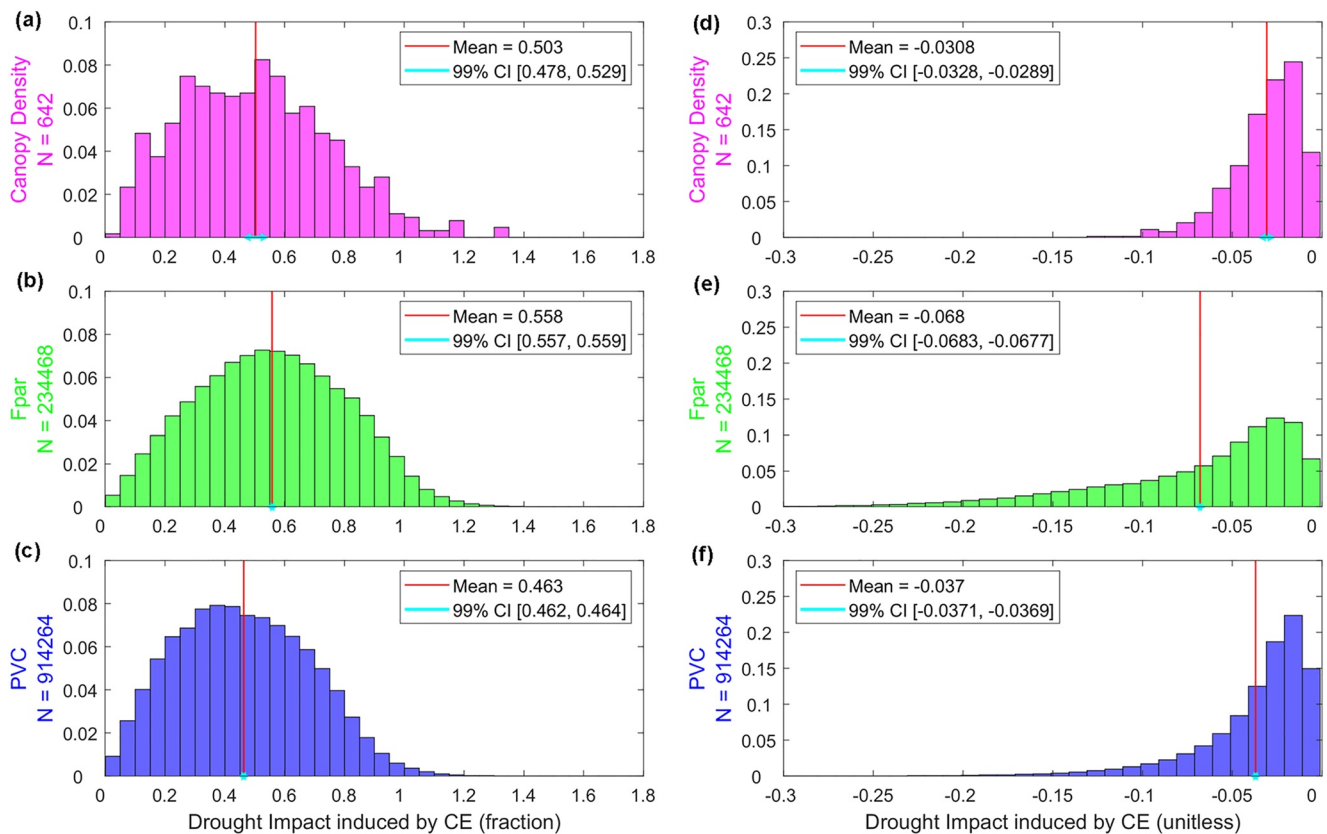 (a)
0.1
0.08
0.06
0.04
0.02
0
Canopy Density
N = 642
Mean = 0.503
99% CI [0.478, 0.529]
0 0.2 0.4 0.6 0.8 1 1.2 1.4 1.6 1.8
(d)
0.3
0.25
0.2
0.15
0.1
0.05
0
Canopy Density
N = 642
Mean = -0.0308
99% CI [-0.0328, -0.0289]
-0.3 -0.25 -0.2 -0.15 -0.1 -0.05 0
(b)
0.1
0.08
0.06
0.04
0.02
0
Fpar
N = 234468
Mean = 0.558
99% CI [0.557, 0.559]
0 0.2 0.4 0.6 0.8 1 1.2 1.4 1.6 1.8
(e)
0.3
0.25
0.2
0.15
0.1
0.05
0
Fpar
N = 234468
Mean = -0.068
99% CI [-0.0683, -0.0677]
-0.3 -0.25 -0.2 -0.15 -0.1 -0.05 0
(c)
0.1
0.08
0.06
0.04
0.02
0
PVC
N = 914264
Mean = 0.463
99% CI [0.462, 0.464]
0 0.2 0.4 0.6 0.8 1 1.2 1.4 1.6 1.8
Drought Impact induced by CE (fraction)
(f)
0.3
0.25
0.2
0.15
0.1
0.05
0
PVC
N = 914264
Mean = -0.037
99% CI [-0.0371, -0.0369]
-0.3 -0.25 -0.2 -0.15 -0.1 -0.05 0
Drought Impact induced by CE (unitless)